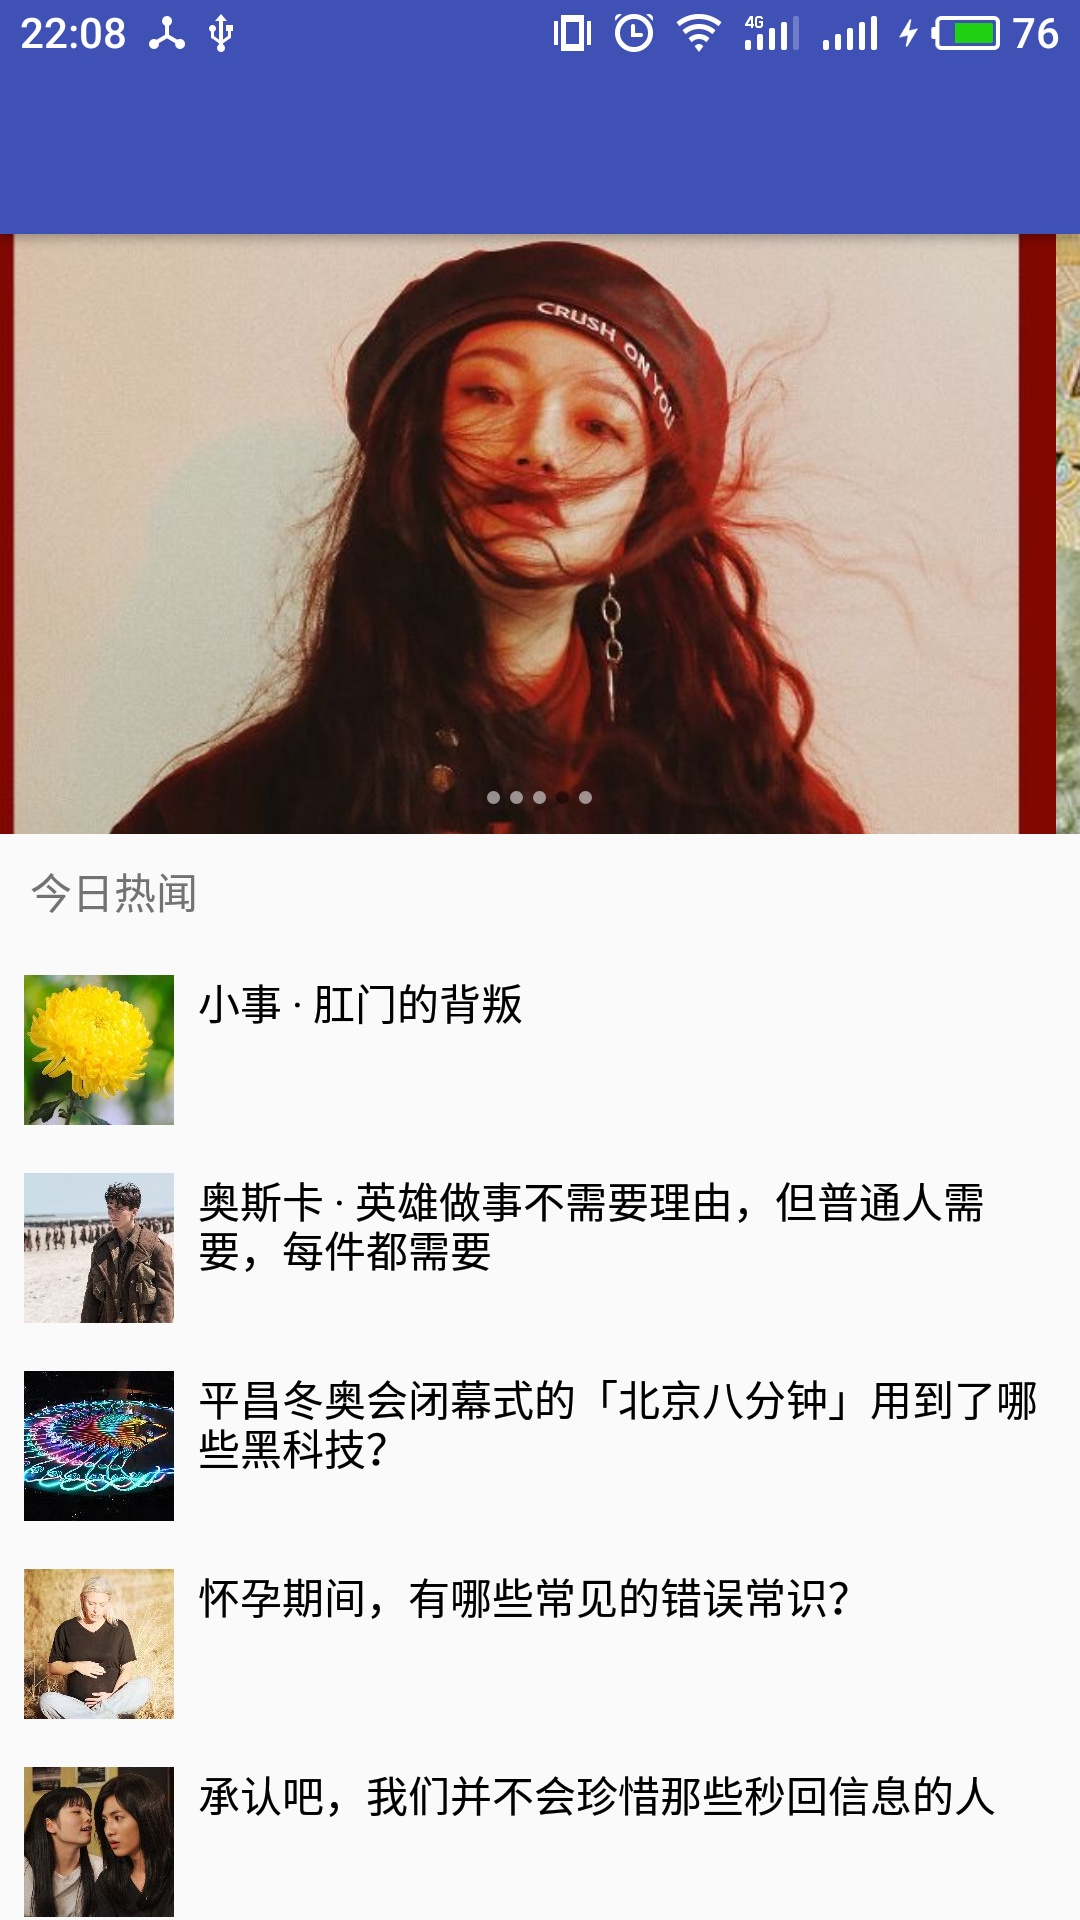 22:08
4G
76
CRUSH ON YOU
今日热闻
小事 · 肛门的背叛
奥斯卡 · 英雄做事不需要理由，但普通人需
要，每件都需要
平昌冬奥会闭幕式的「北京八分钟」用到了哪
些黑科技？
怀孕期间，有哪些常见的错误常识？
承认吧，我们并不会珍惜那些秒回信息的人